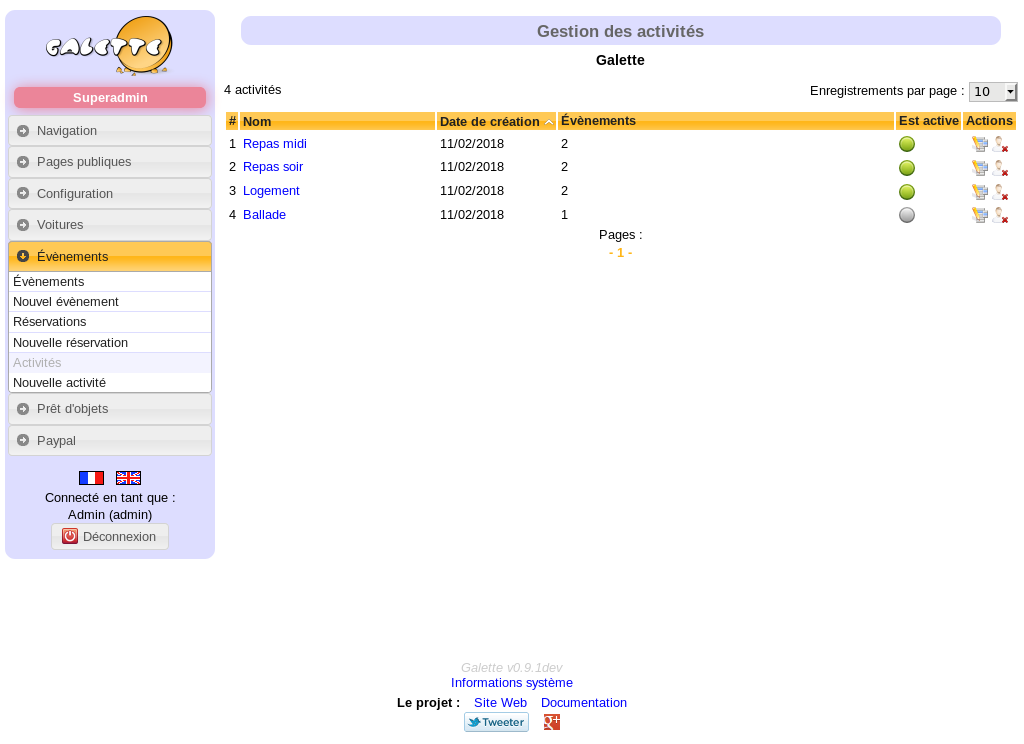 GALETTE
Superadmin
Navigation
Pages publiques
Configuration
Voitures
Évènements
Évènements
Nouvel évènement
Réservations
Nouvelle réservation
Activités
Nouvelle activité
Prêt d'objets
Paypal
Connecté en tant que :
Admin (admin)
Déconnexion
Gestion des activités
Galette
4 activités
Enregistrements par page : 10
# Nom Date de création Évènements Est active Actions
1 Repas midi 11/02/2018 2
2 Repas soir 11/02/2018 2
3 Logement 11/02/2018 2
4 Ballade 11/02/2018 1
Pages :
- 1 -
Galette v0.9.1dev
Informations système
Le projet : Site Web Documentation
Tweeter g+